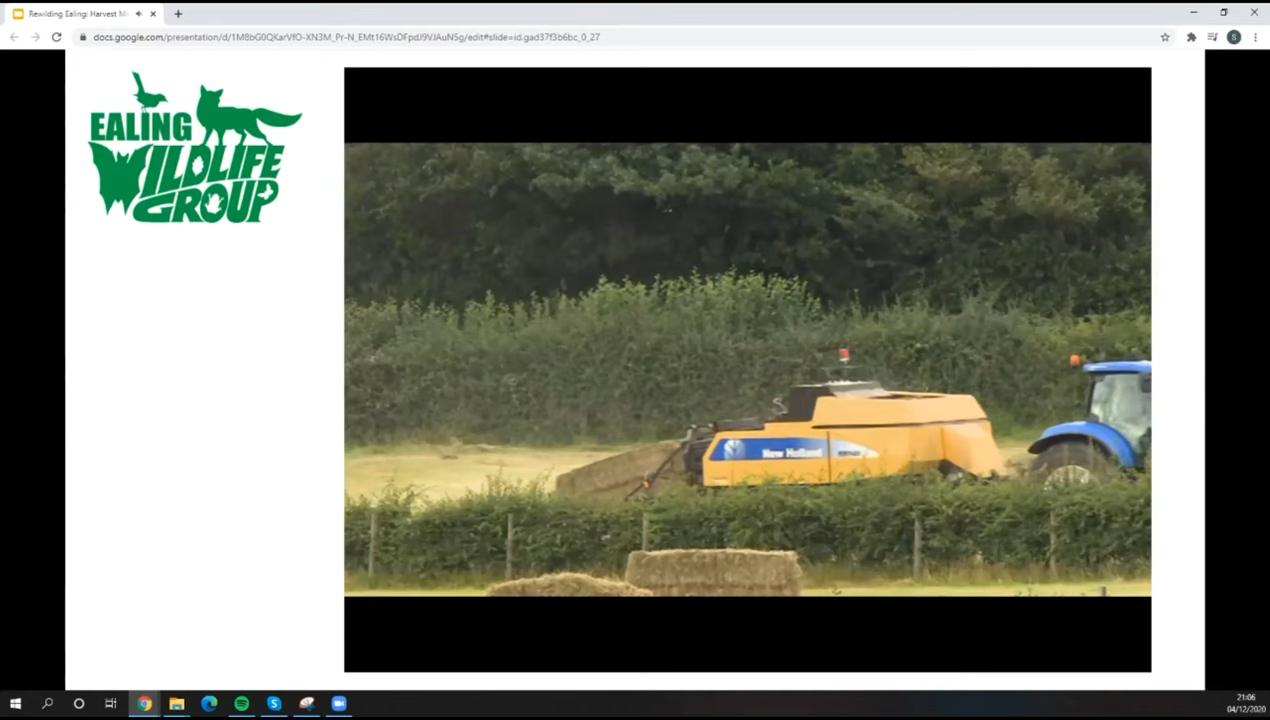 Rewilding Ealing: Harvest M
docs.google.com/presentation/d/1M8bG0QKarVfO-XN3M_Pr-N_EMt16WsDFpdJ9VJAuN5g/edit#slide=id.gad37f3b6bc_0_27
S
EALING
WILDLIFE
GROUP
New Holland
21:06
04/12/2020